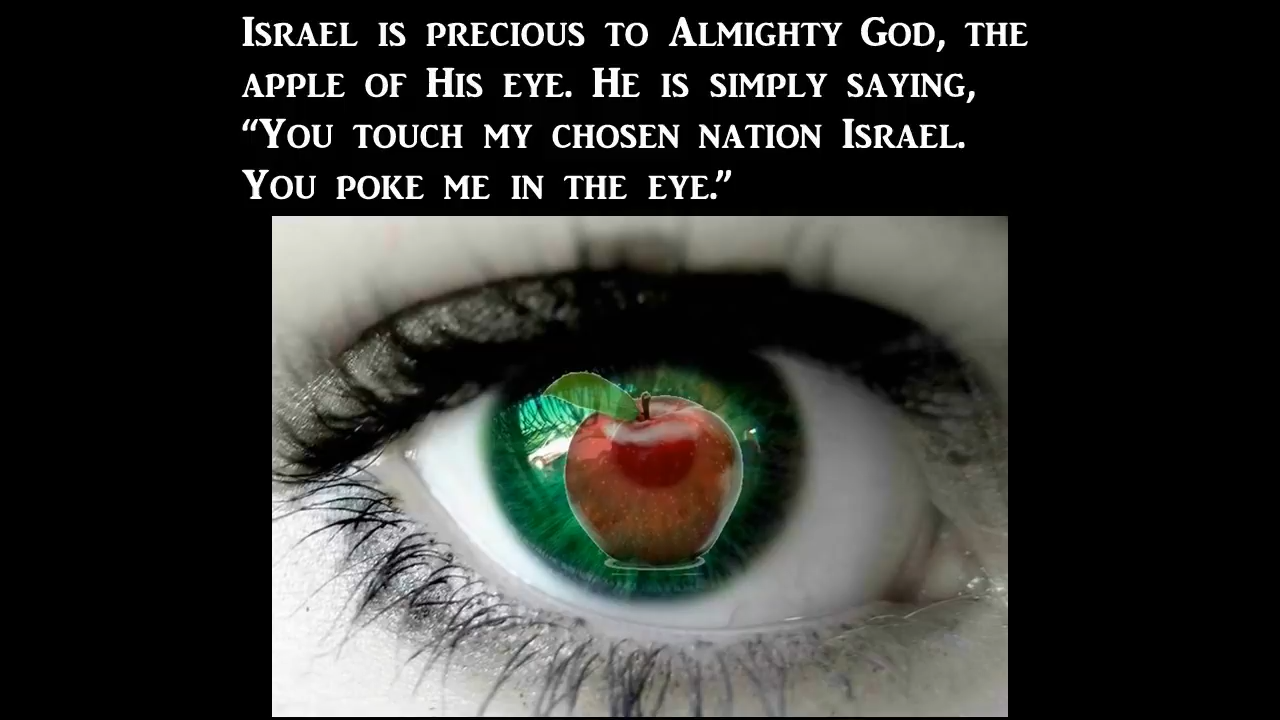 Israel is precious to Almighty God, the
apple of His eye. He is simply saying,
“You touch my chosen nation Israel.
You poke me in the eye.”